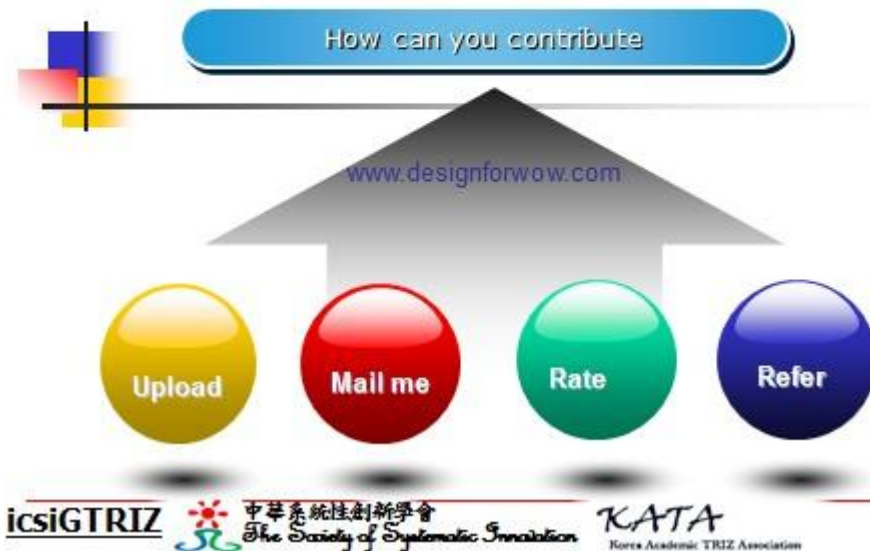 How can you contribute
www.designforwow.com
Upload
Mail me
Rate
Refer
icsiGTRIZ
中華系統性創新學會
The Society of Systematic Innovation
KATA
Korea Academic TRIZ Association